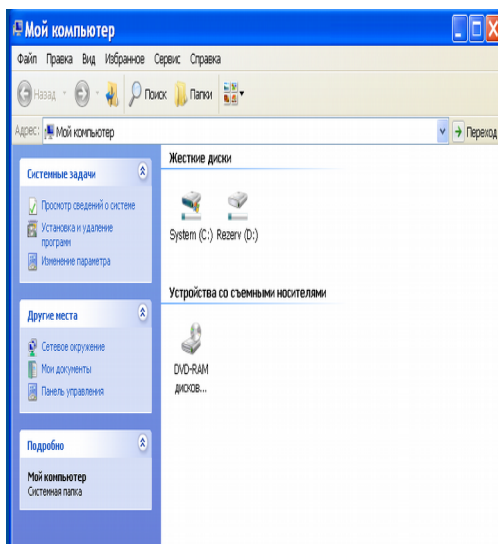 Мой компьютер
Файл Правка Вид Избранное Сервис Справка
Назад Поиск Папки
Адрес: Мой компьютер Переход
Системные задачи
Просмотр сведений о системе
Установка и удаление
программ
Изменение параметра
Другие места
Сетевое окружение
Мои документы
Панель управления
Подробно
Мой компьютер
Системная папка
Жесткие диски
System (C:) Rezerv (D:)
Устройства со съемными носителями
DVD-RAM
дисков...